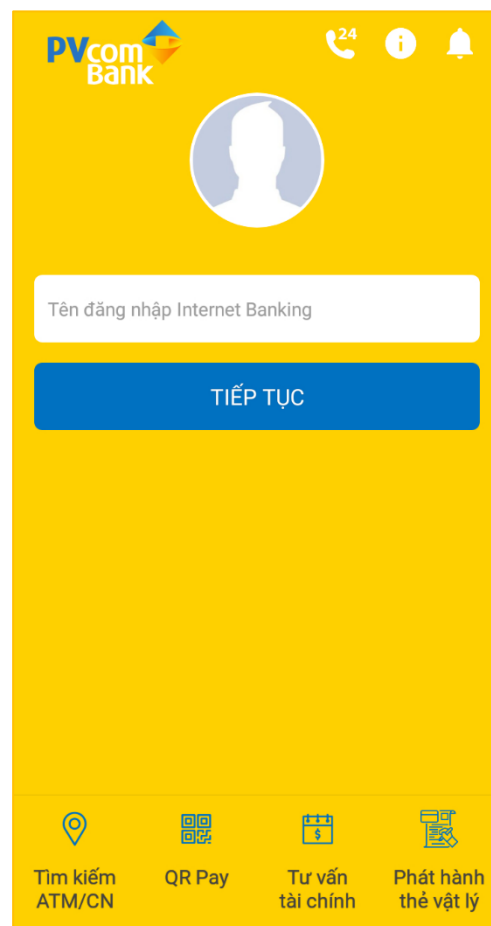 PVcom
Bank
24
Tên đăng nhập Internet Banking
TIẾP TỤC
Tìm kiếm
ATM/CN
QR Pay
Tư vấn
tài chính
Phát hành
thẻ vật lý